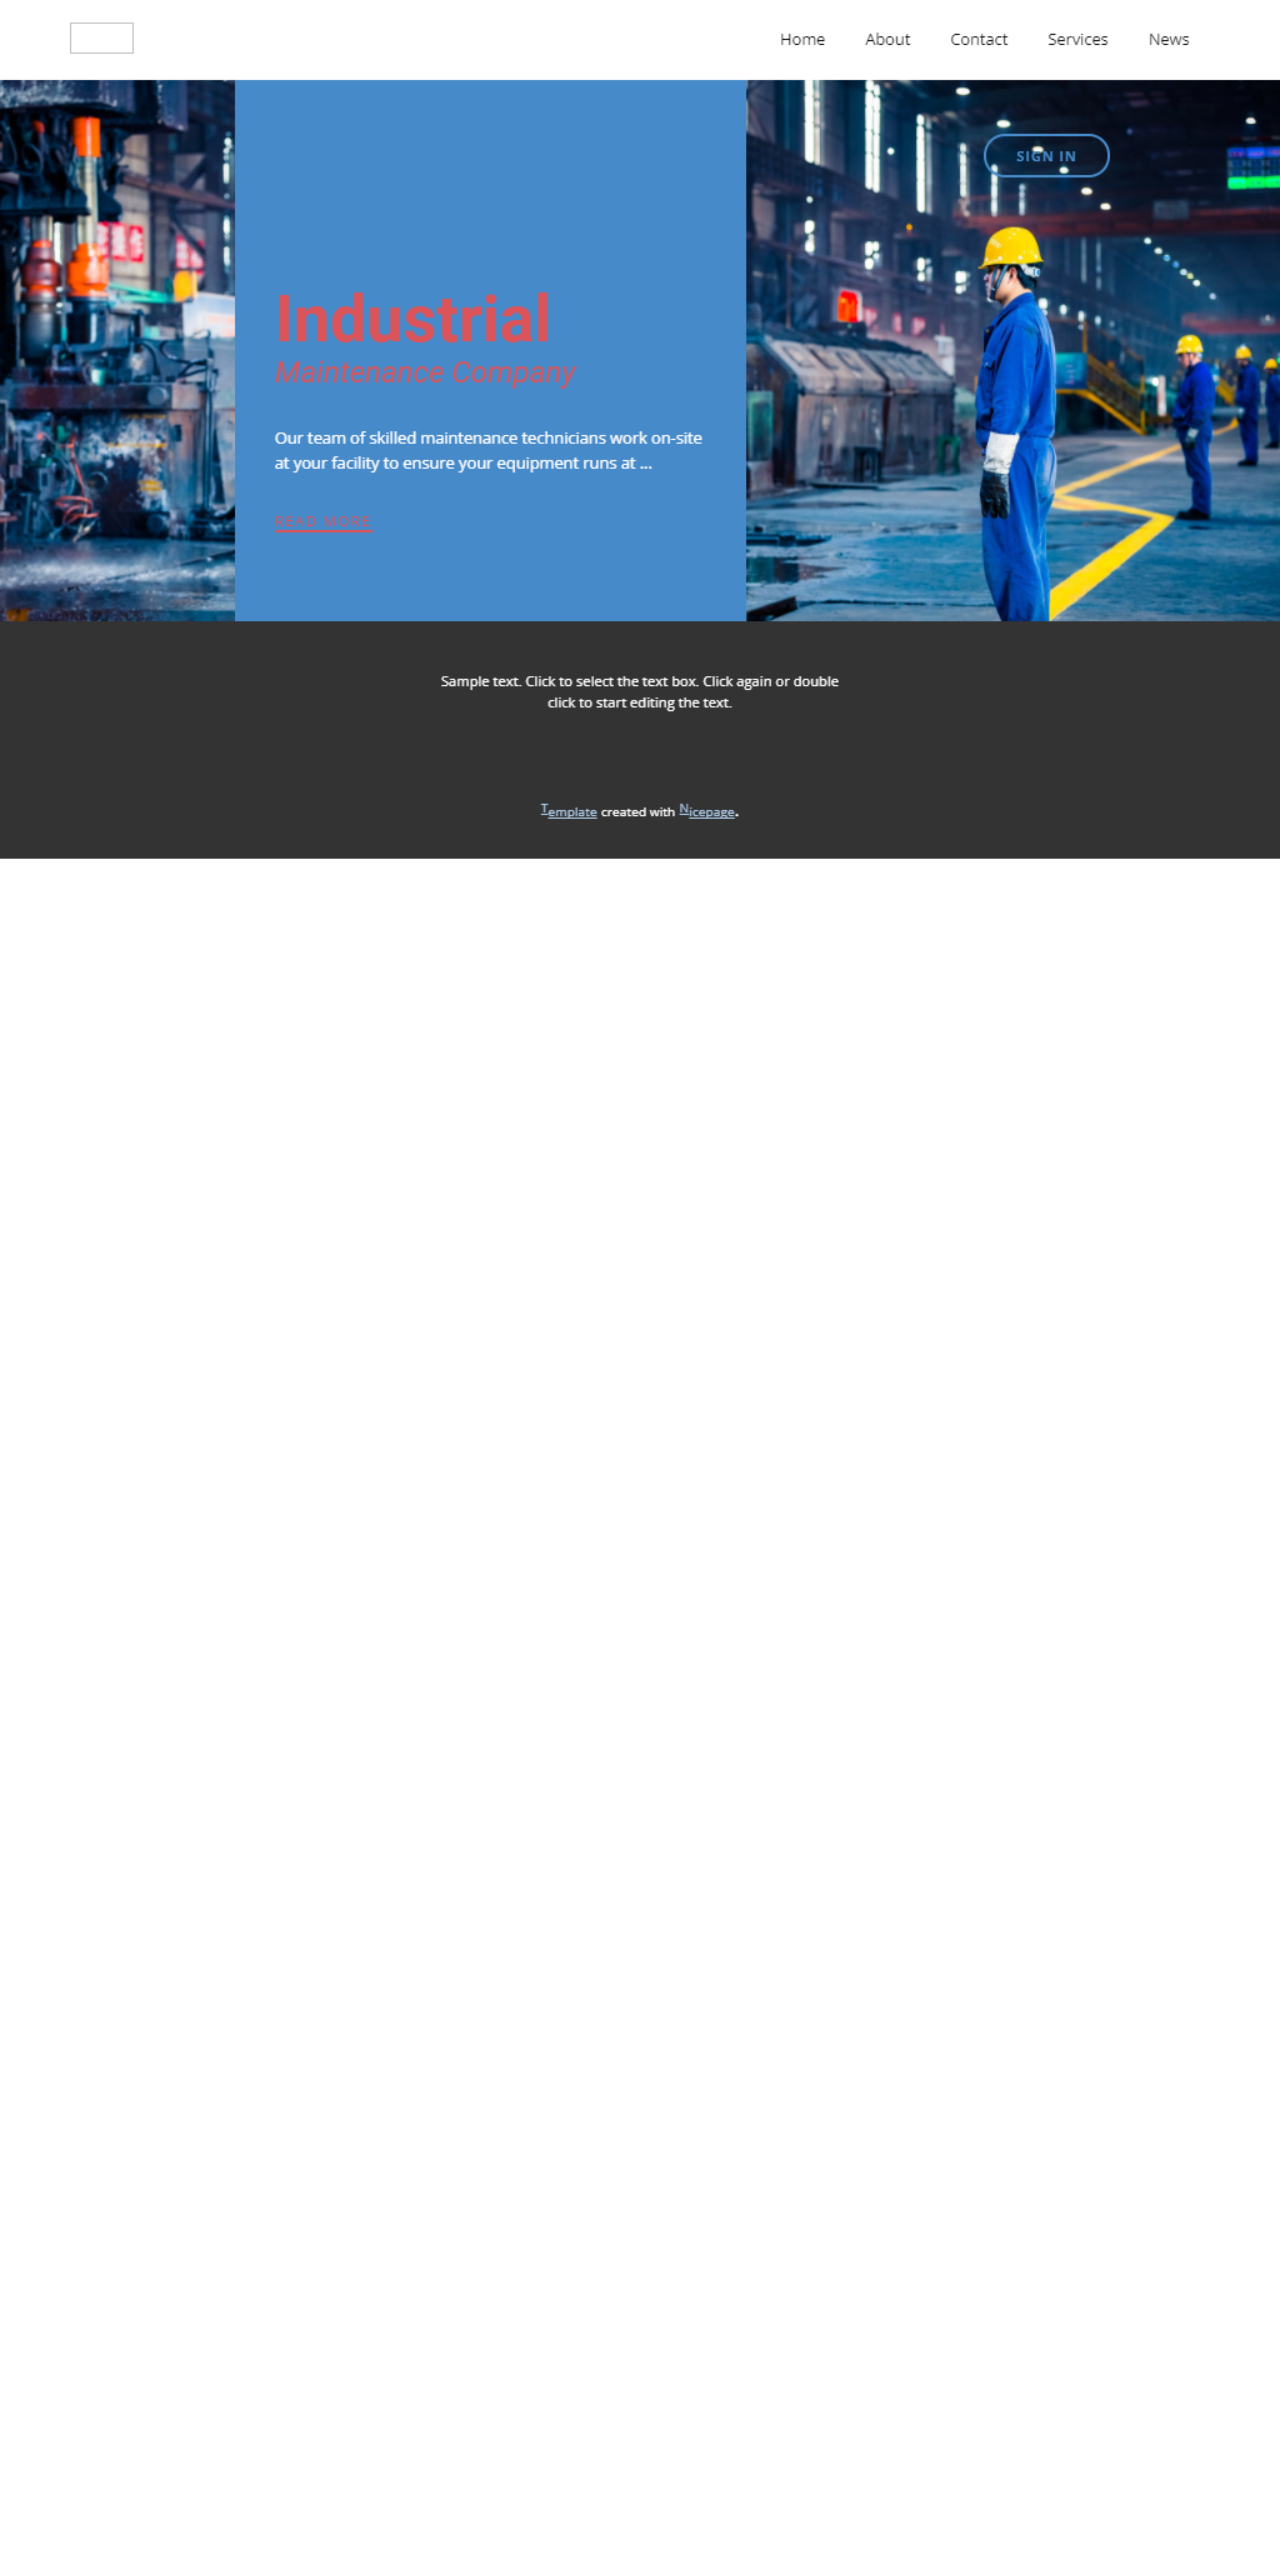 Home About Contact Services News
SIGN IN
Industrial
Maintenance Company
Our team of skilled maintenance technicians work on-site
at your facility to ensure your equipment runs at ...
READ MORE
Sample text. Click to select the text box. Click again or double
click to start editing the text.
Template created with Nicepage.